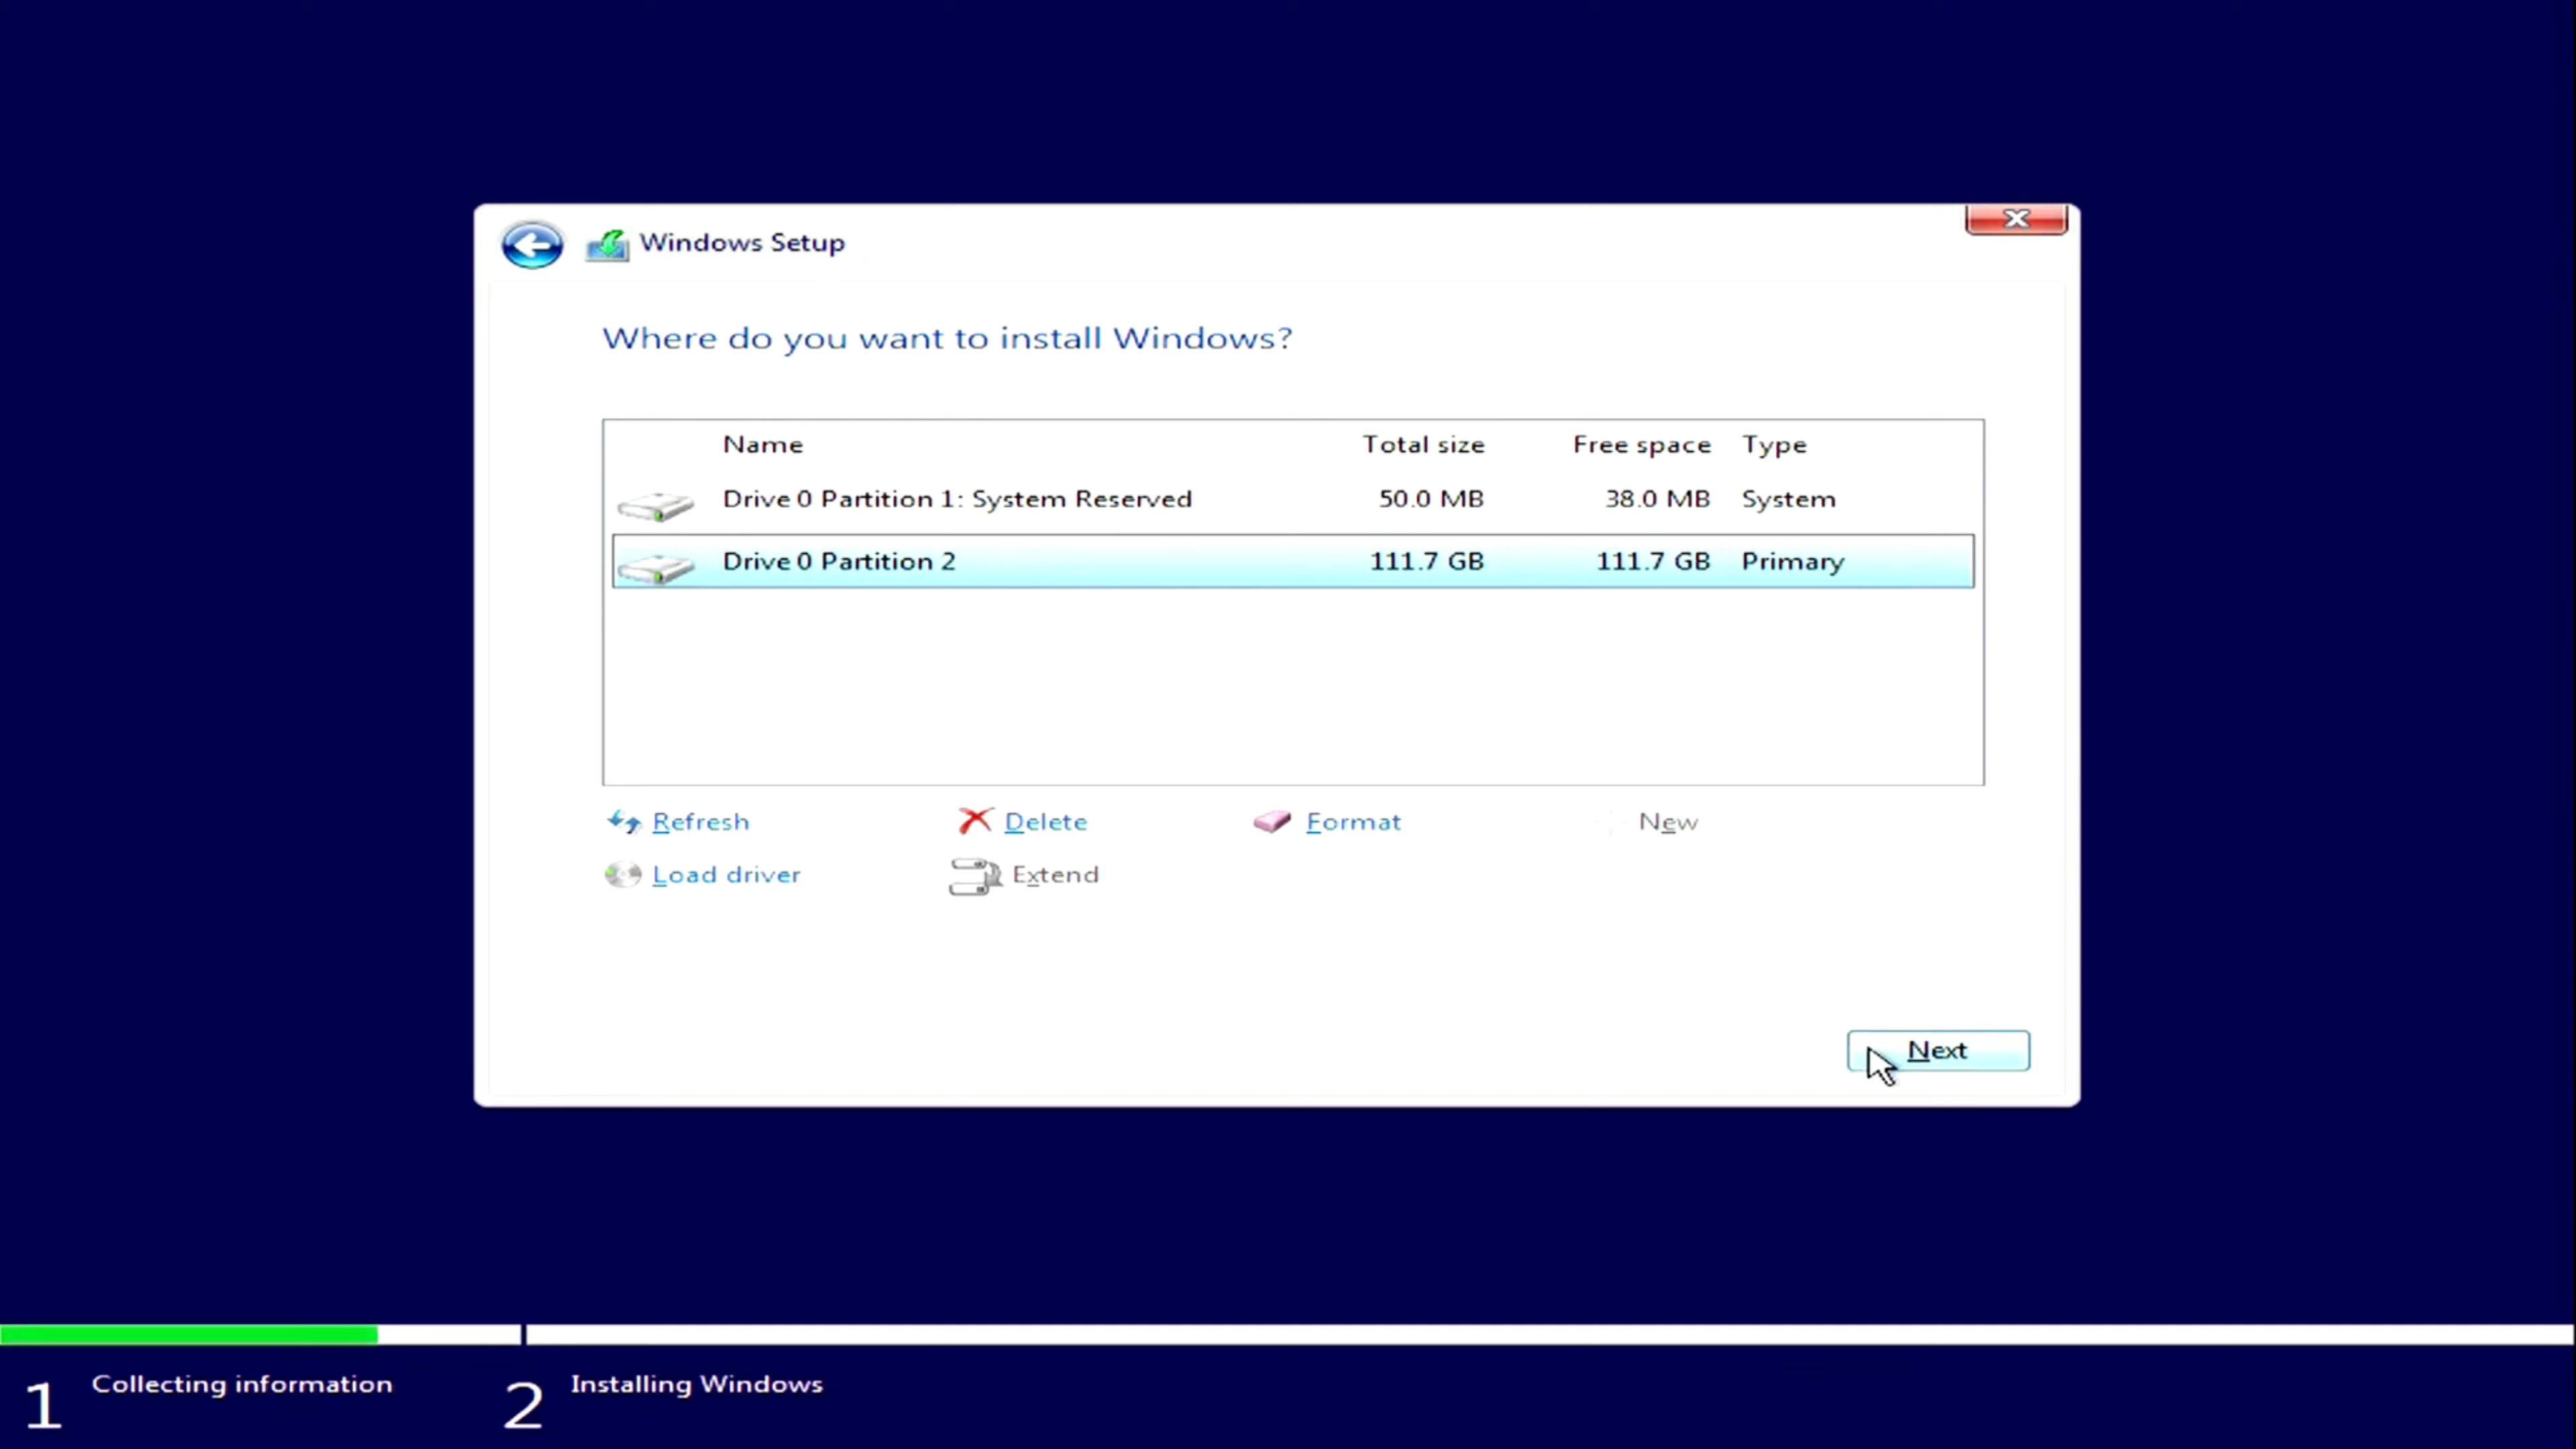 Windows Setup
Where do you want to install Windows?
Name Total size Free space Type
Drive 0 Partition 1: System Reserved 50.0 MB 38.0 MB System
Drive 0 Partition 2 111.7 GB 111.7 GB Primary
Refresh Delete Format New
Load driver Extend
Next
1 Collecting information 2 Installing Windows